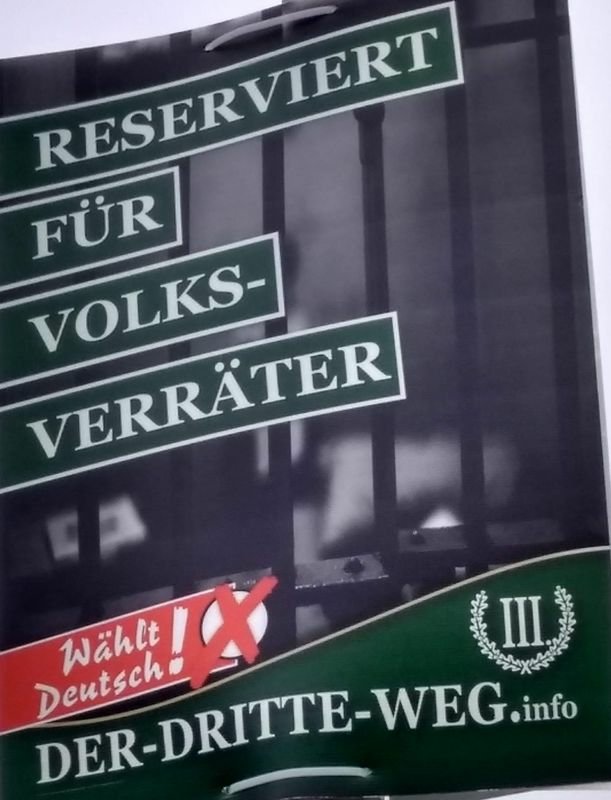 RESERVIERT
FÜR
VOLKS-
VERRÄTER
Wählt
Deutsch!
III.
DER-DRITTE-WEG.info